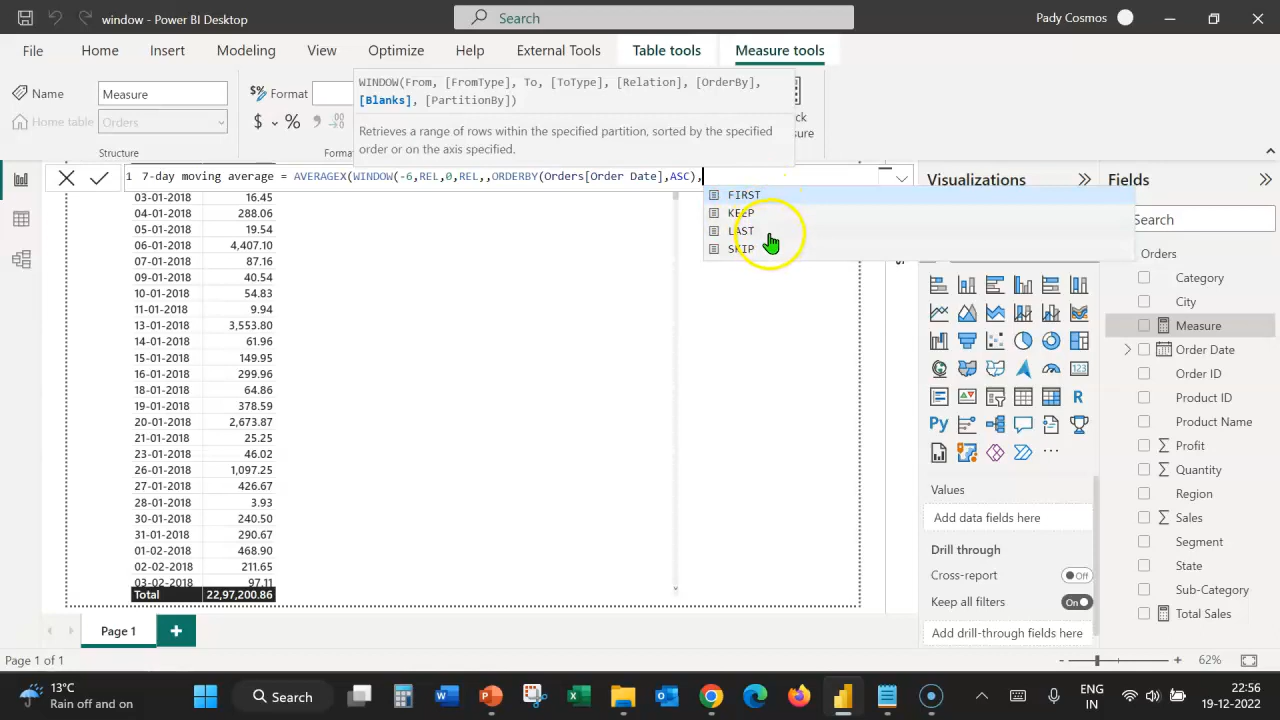 window - Power BI Desktop
Search
Pady Cosmos
File
Home
Insert
Modeling
View
Optimize
Help
External Tools
Table tools
Measure tools
Name
Measure
Home table
Orders
Structure
Format
$
%
WINDOW(From, [FromType], To, [ToType], [Relation], [OrderBy],
[Blanks], [PartitionBy])
Retrieves a range of rows within the specified partition, sorted by the specified
order or on the axis specified.
1 7-day moving average = AVERAGEX(WINDOW(-6,REL,0,REL,,ORDERBY(Orders[Order Date],ASC),
FIRST
KEEP
LAST
SKIP
03-01-2018 16.45
04-01-2018 288.06
05-01-2018 19.54
06-01-2018 4,407.10
07-01-2018 87.16
09-01-2018 40.54
10-01-2018 54.83
11-01-2018 9.94
13-01-2018 3,553.80
14-01-2018 61.96
15-01-2018 149.95
16-01-2018 299.96
18-01-2018 64.86
19-01-2018 378.59
20-01-2018 2,673.87
21-01-2018 25.25
23-01-2018 46.02
26-01-2018 1,097.25
27-01-2018 426.67
28-01-2018 3.93
30-01-2018 240.50
31-01-2018 290.67
01-02-2018 468.90
02-02-2018 211.65
03-02-2018 97.11
Total 22,97,200.86
Visualizations
123
R
Py
Values
Add data fields here
Drill through
Cross-report
Off
Keep all filters
On
Add drill-through fields here
Fields
Search
Orders
Category
City
Measure
Order Date
Order ID
Product ID
Product Name
Profit
Quantity
Region
Sales
Segment
State
Sub-Category
Total Sales
Page 1
Page 1 of 1
62%
13°C
Rain off and on
Search
ENG
IN
22:56
19-12-2022